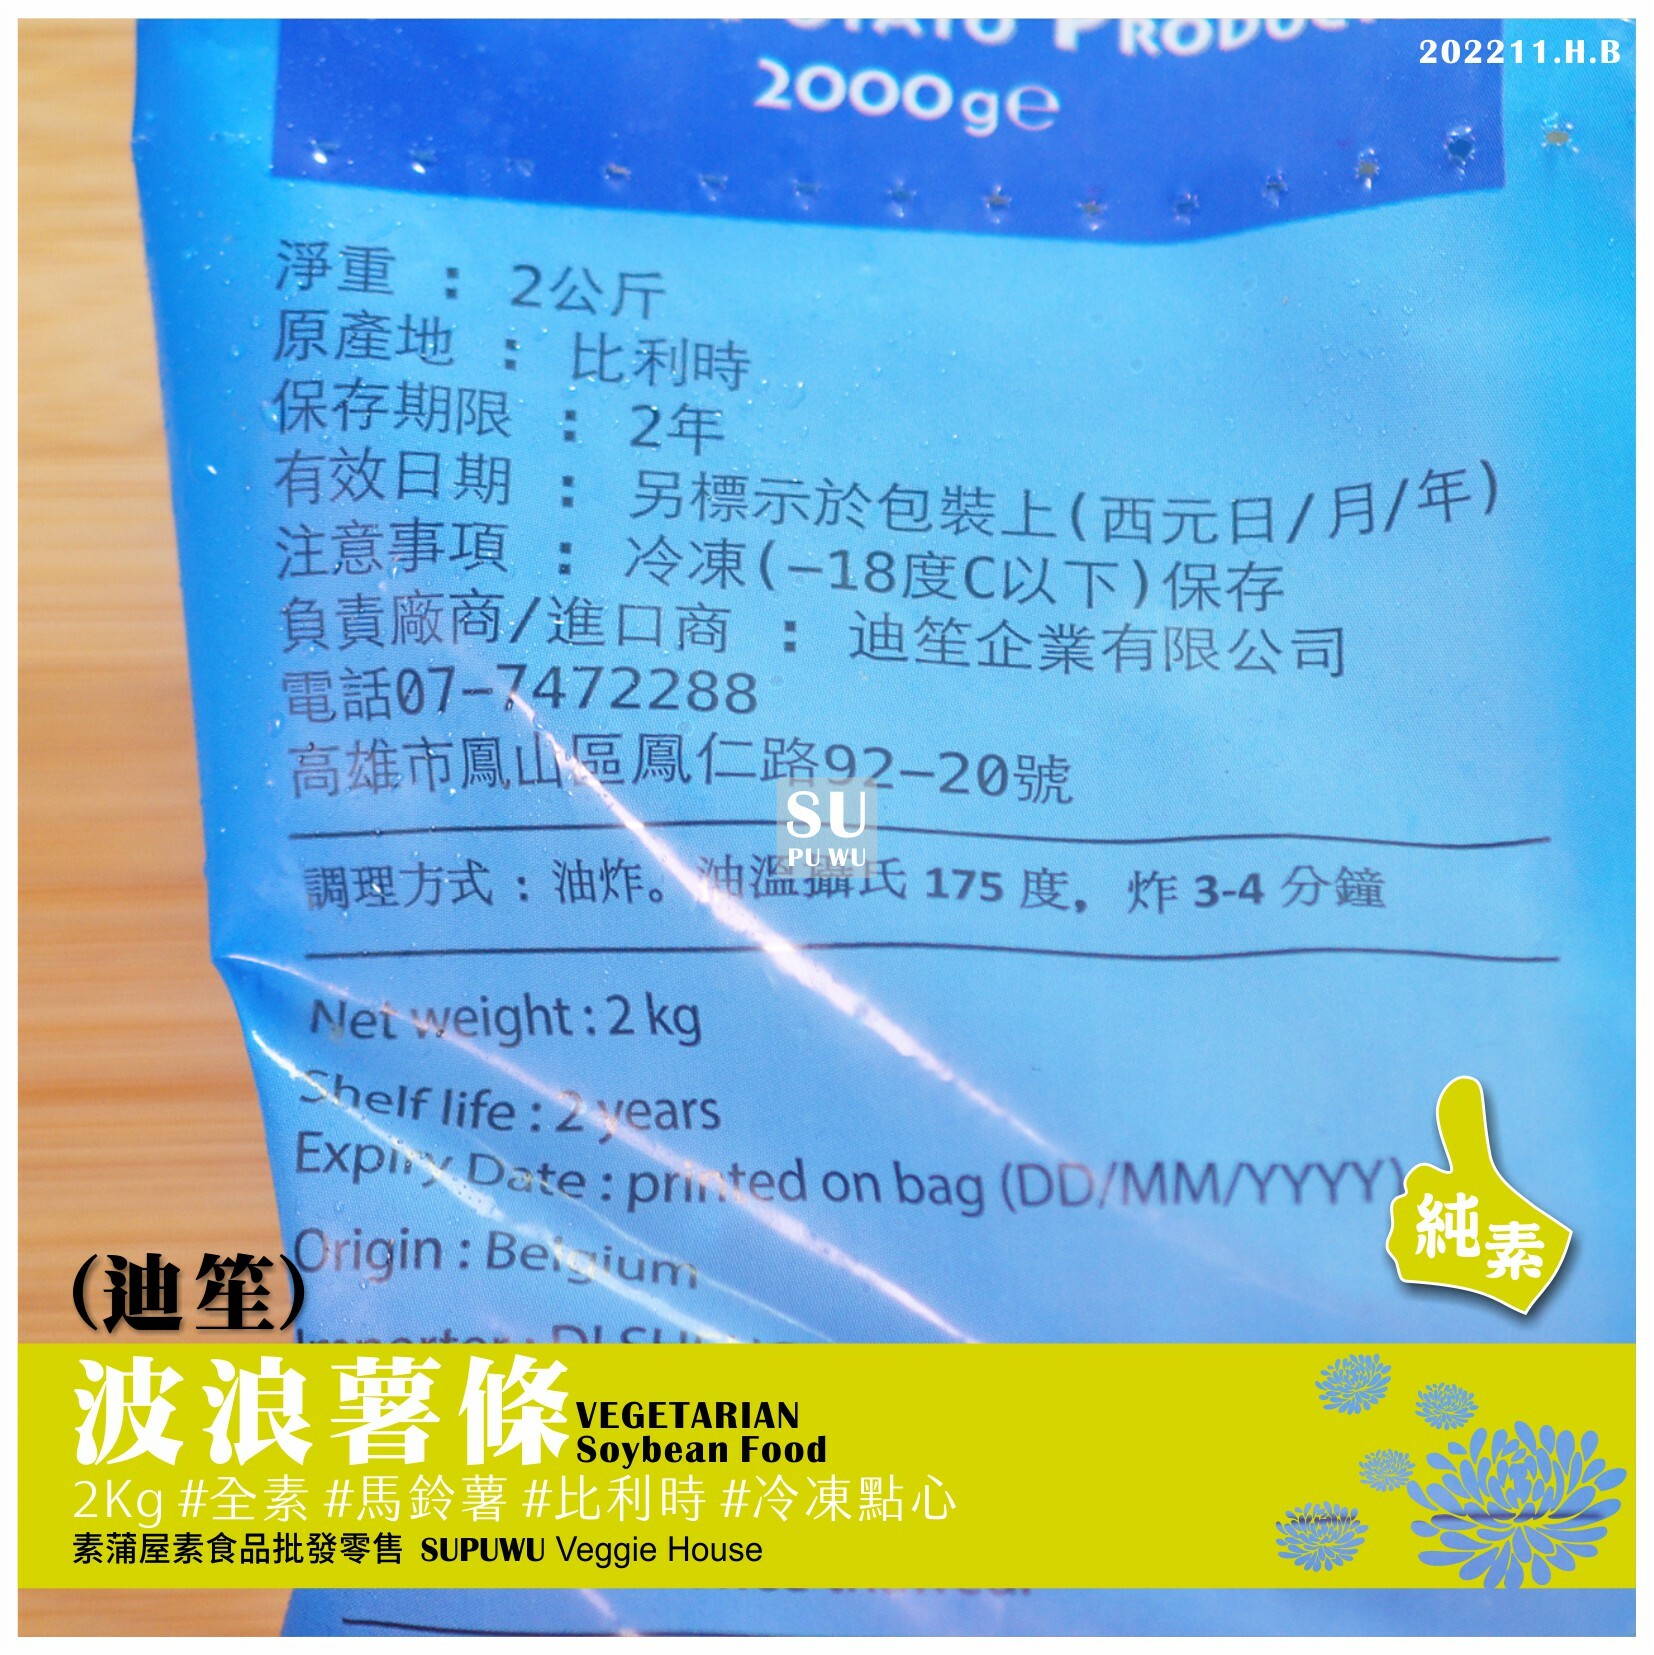 PRODUCT
202211.H.B
2000g℮
淨重 : 2公斤
原產地 : 比利時
保存期限 : 2年
有效日期 : 另標示於包裝上(西元日/月/年)
注意事項 : 冷凍(-18度C以下)保存
負責廠商/進口商 : 迪笙企業有限公司
電話07-7472288
高雄市鳳山區鳳仁路92-20號
SU
PU WU
調理方式 : 油炸。油溫攝氏 175 度, 炸 3-4 分鐘
Net weight : 2 kg
Shelf life : 2 years
Expiry Date : printed on bag (DD/MM/YYYY)
純素
Origin : Belgium
(迪笙)
波浪薯條
VEGETARIAN
Soybean Food
2Kg #全素 #馬鈴薯 #比利時 #冷凍點心
素蒲屋素食品批發零售 SUPUWU Veggie House